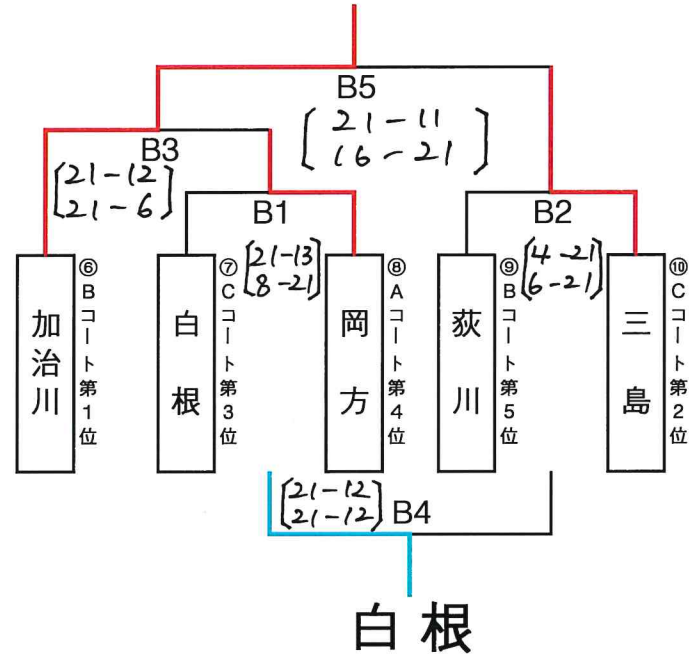 B5
21-11
16-21
B3
21-12
21-6
B1
21-13
8-21
B2
4-21
6-21
⑥Bコート第1位
加治川
⑦Cコート第3位
白根
⑧Aコート第4位
岡方
⑨Bコート第5位
荻川
⑩Cコート第2位
三島
21-12
21-12
B4
白根